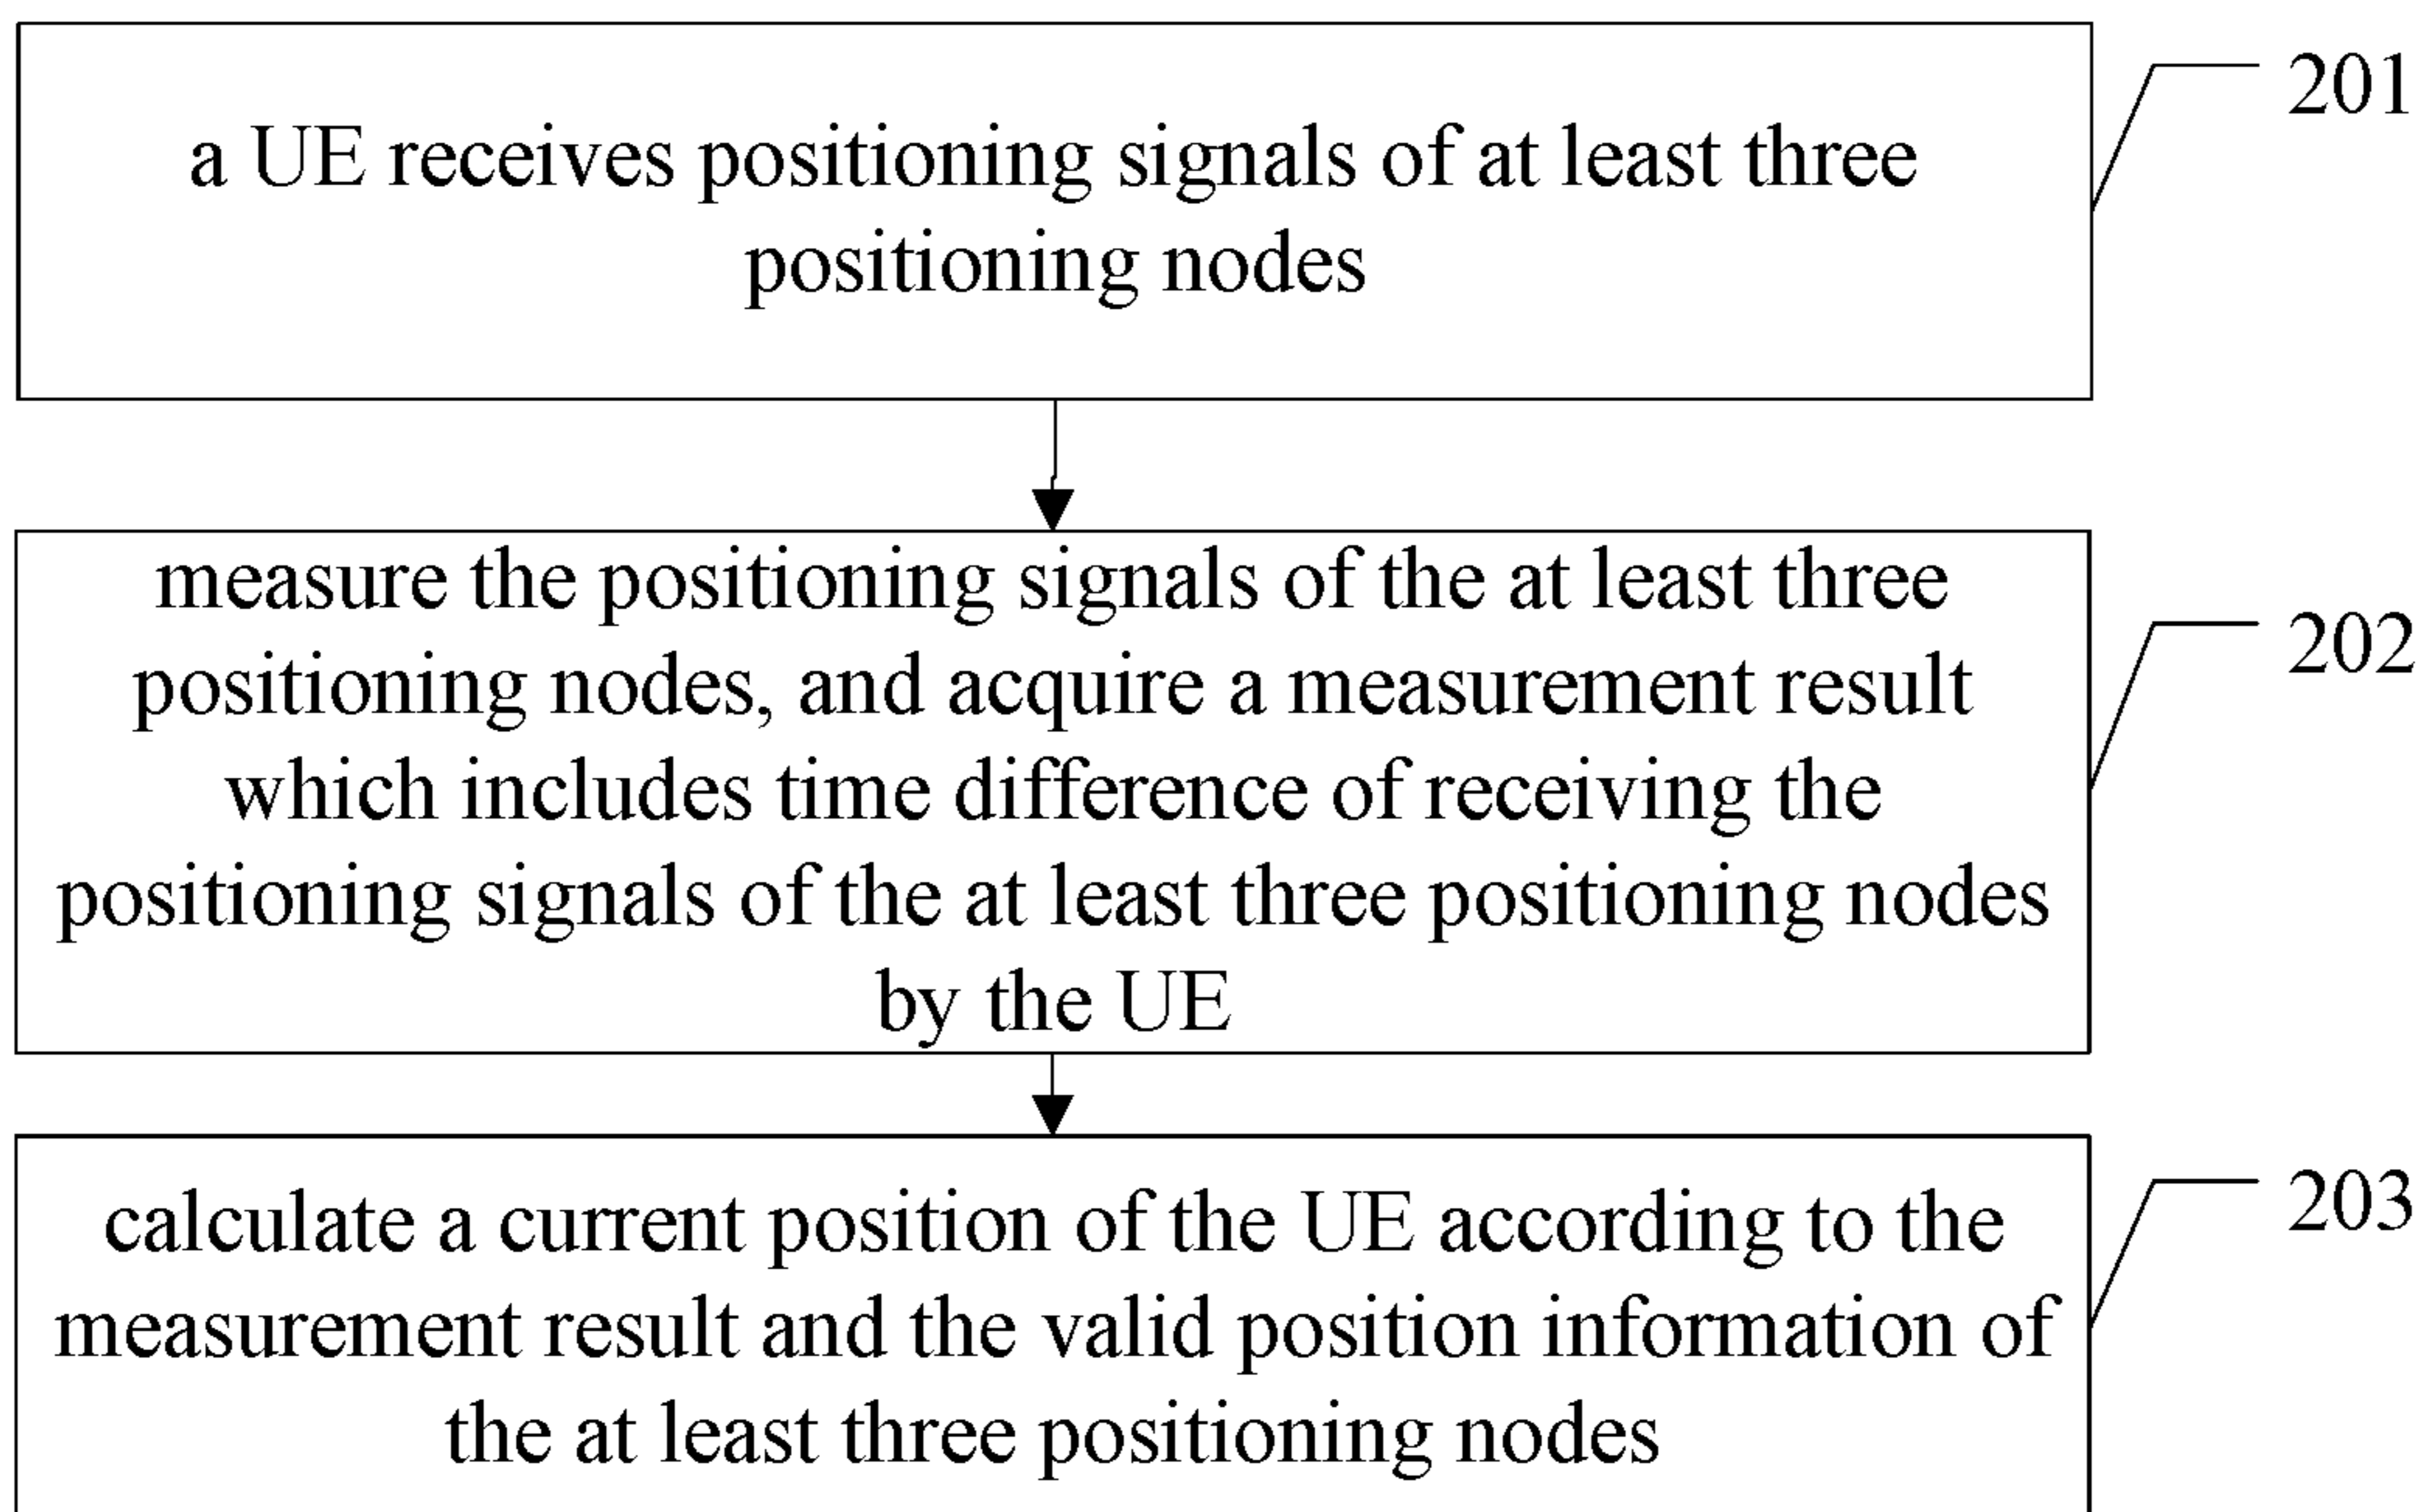 a UE receives positioning signals of at least three
positioning nodes
201
measure the positioning signals of the at least three
positioning nodes, and acquire a measurement result
which includes time difference of receiving the
positioning signals of the at least three positioning nodes
by the UE
202
calculate a current position of the UE according to the
measurement result and the valid position information of
the at least three positioning nodes
203